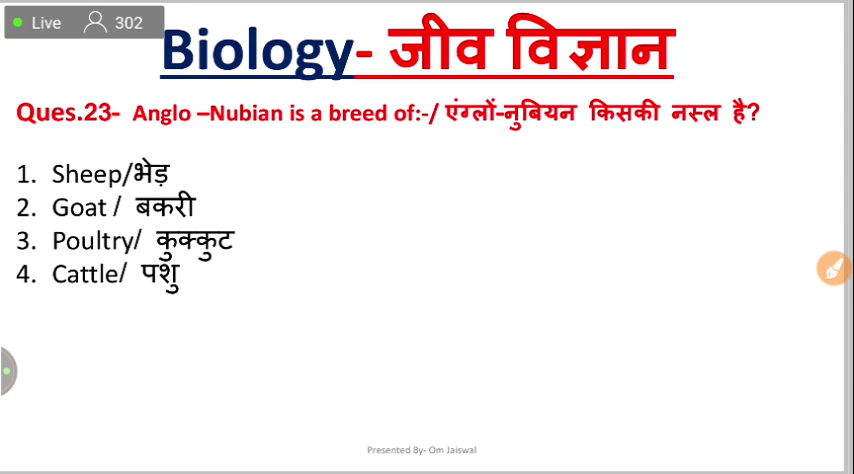 Live 302
Biology- जीव विज्ञान
Ques.23- Anglo –Nubian is a breed of:-/ एंग्लों-नुबियन किसकी नस्ल है?
1. Sheep/भेड़
2. Goat / बकरी
3. Poultry/ कुक्कुट
4. Cattle/ पशु
Presented By- Om Jaiswal